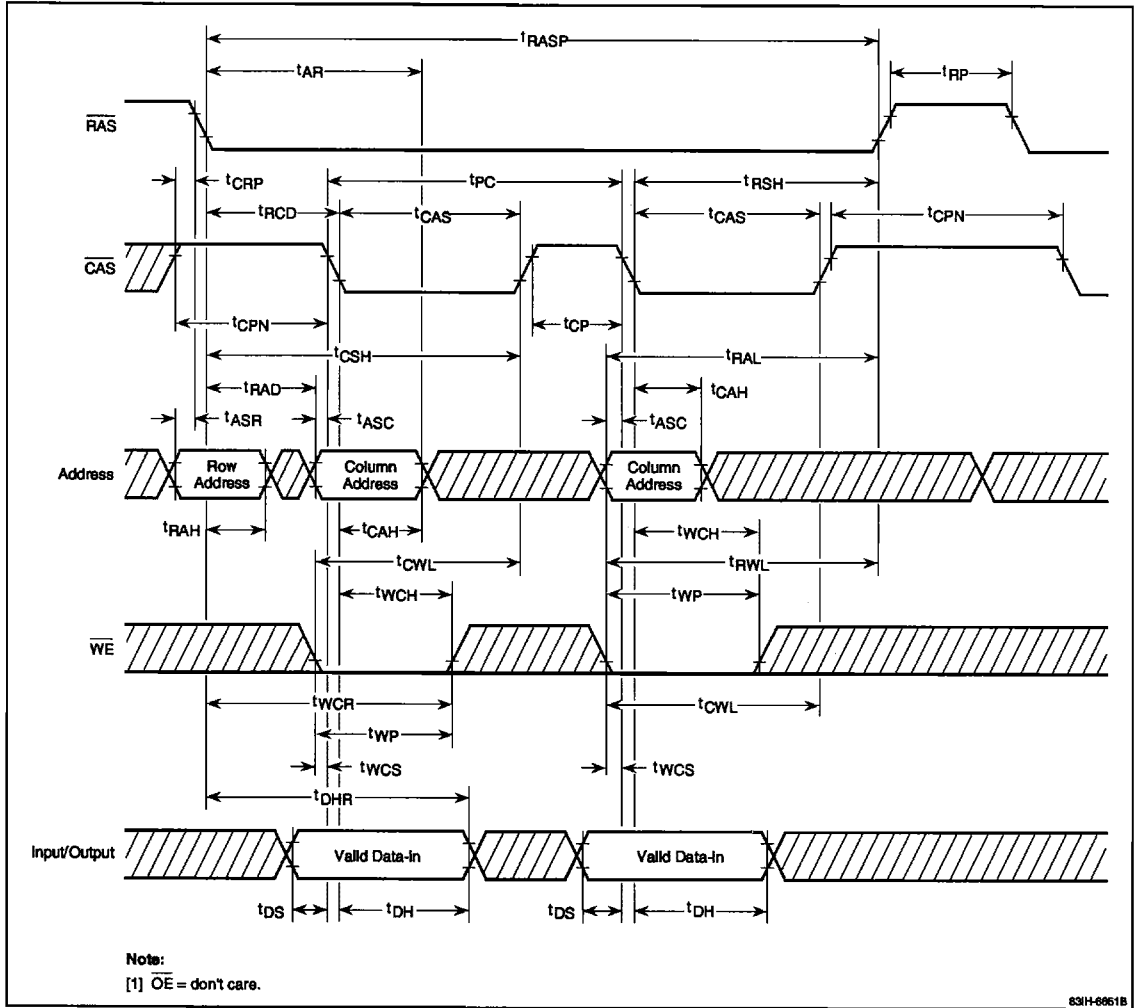 tRASP
tAR
tRP
RAS
tCRP
tPC
tRSH
tRCD
tCAS
tCAS
tCPN
CAS
tCPN
tCP
tCSH
tRAL
tRAD
tCAH
tASR
tASC
tASC
Address
Row Address
Column Address
Column Address
tRAH
tCAH
tWCH
tCWL
tRWL
tWCH
tWP
WE
tWCR
tCWL
tWP
tWCS
tWCS
tDHR
Input/Output
Valid Data-in
Valid Data-in
tDS
tDH
tDS
tDH
Note:
[1] OE = don't care.
83IH-6651B